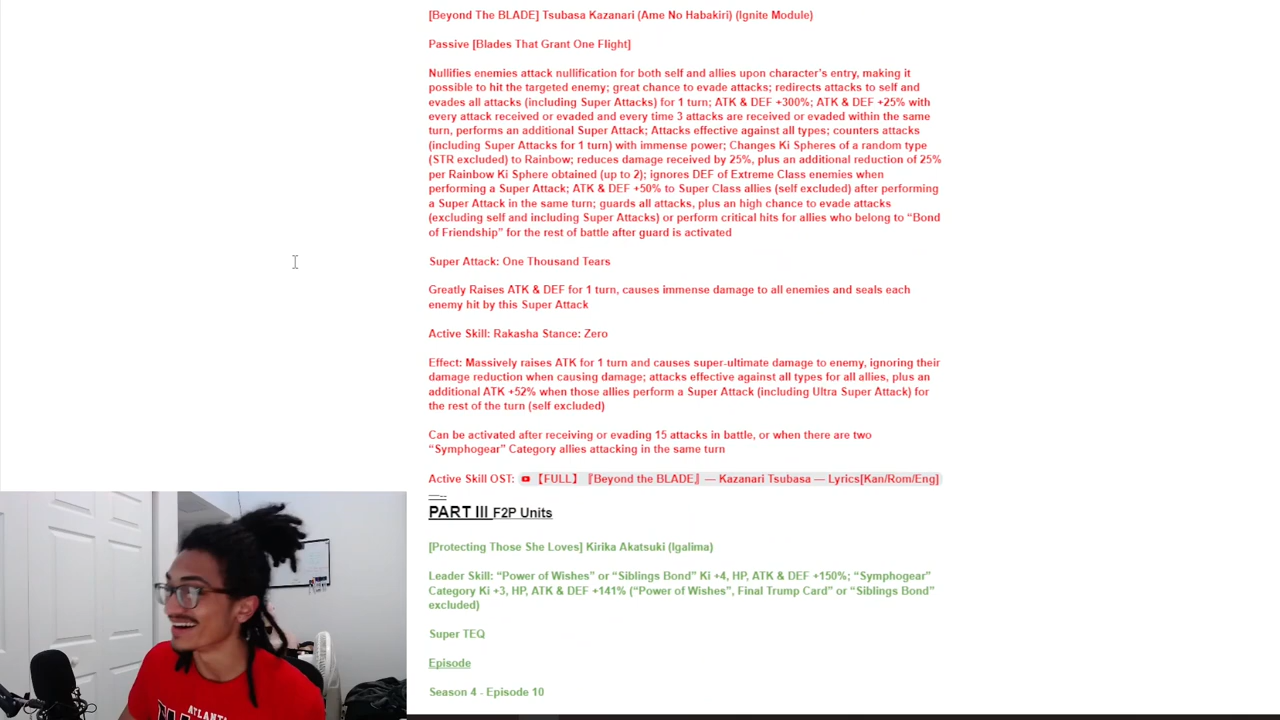 [Beyond The BLADE] Tsubasa Kazanari (Ame No Habakiri) (Ignite Module)
Passive [Blades That Grant One Flight]
Nullifies enemies attack nullification for both self and allies upon character's entry, making it
possible to hit the targeted enemy; great chance to evade attacks; redirects attacks to self and
evades all attacks (including Super Attacks) for 1 turn; ATK & DEF +300%; ATK & DEF +25% with
every attack received or evaded and every time 3 attacks are received or evaded within the same
turn, performs an additional Super Attack; Attacks effective against all types; counters attacks
(including Super Attacks for 1 turn) with immense power; Changes Ki Spheres of a random type
(STR excluded) to Rainbow; reduces damage received by 25%, plus an additional reduction of 25%
per Rainbow Ki Sphere obtained (up to 2); ignores DEF of Extreme Class enemies when
performing a Super Attack; ATK & DEF +50% to Super Class allies (self excluded) after performing
a Super Attack in the same turn; guards all attacks, plus an high chance to evade attacks
(excluding self and including Super Attacks) or perform critical hits for allies who belong to “Bond
of Friendship” for the rest of battle after guard is activated
Super Attack: One Thousand Tears
Greatly Raises ATK & DEF for 1 turn, causes immense damage to all enemies and seals each
enemy hit by this Super Attack
Active Skill: Rakasha Stance: Zero
Effect: Massively raises ATK for 1 turn and causes super-ultimate damage to enemy, ignoring their
damage reduction when causing damage; attacks effective against all types for all allies, plus an
additional ATK +52% when those allies perform a Super Attack (including Ultra Super Attack) for
the rest of the turn (self excluded)
Can be activated after receiving or evading 15 attacks in battle, or when there are two
“Symphogear” Category allies attacking in the same turn
Active Skill OST: 【FULL】『Beyond the BLADE』 — Kazanari Tsubasa — Lyrics[Kan/Rom/Eng]
—--
PART III F2P Units
[Protecting Those She Loves] Kirika Akatsuki (Igalima)
Leader Skill: “Power of Wishes” or “Siblings Bond” Ki +4, HP, ATK & DEF +150%; “Symphogear”
Category Ki +3, HP, ATK & DEF +141% (“Power of Wishes”, Final Trump Card” or “Siblings Bond”
excluded)
Super TEQ
Episode
Season 4 - Episode 10
ATLANTA